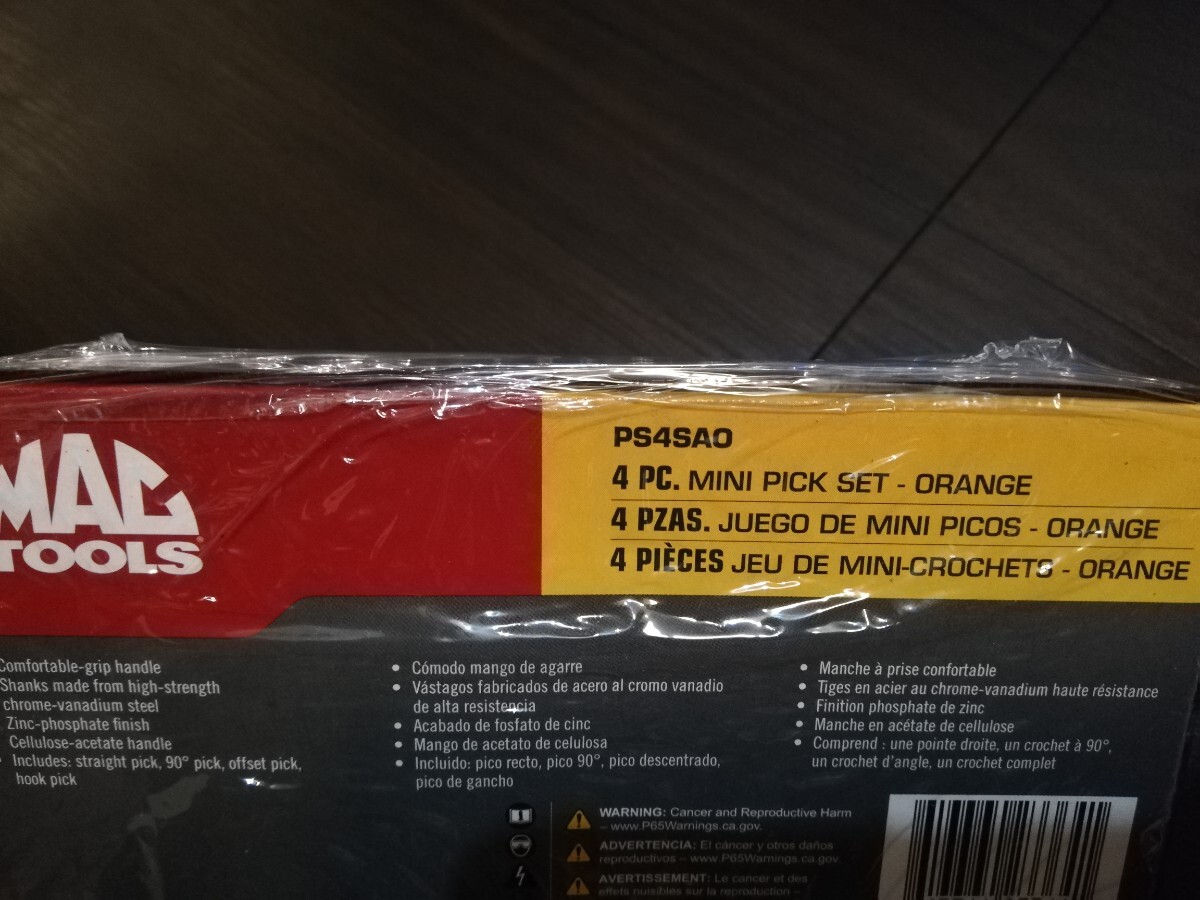 MAC
TOOLS
PS4SAO
4 PC. MINI PICK SET - ORANGE
4 PZAS. JUEGO DE MINI PICOS - ORANGE
4 PIÈCES JEU DE MINI-CROCHETS - ORANGE
Comfortable-grip handle
Shanks made from high-strength
chrome-vanadium steel
Zinc-phosphate finish
Cellulose-acetate handle
• Includes: straight pick, 90° pick, offset pick,
hook pick
• Cómodo mango de agarre
• Vástagos fabricados de acero al cromo vanadio
de alta resistencia
• Acabado de fosfato de cinc
• Mango de acetato de celulosa
• Incluido: pico recto, pico 90°, pico descentrado,
pico de gancho
• Manche à prise confortable
• Tiges en acier au chrome-vanadium haute résistance
• Finition phosphate de zinc
• Manche en acétate de cellulose
• Comprend : une pointe droite, un crochet à 90°,
un crochet d'angle, un crochet complet
WARNING: Cancer and Reproductive Harm
– www.P65Warnings.ca.gov.
ADVERTENCIA: El cáncer y otros daños
reproductivos – www.P65Warnings.ca.gov.
AVERTISSEMENT: Le cancer et des
effets nuisibles sur la reproduction –